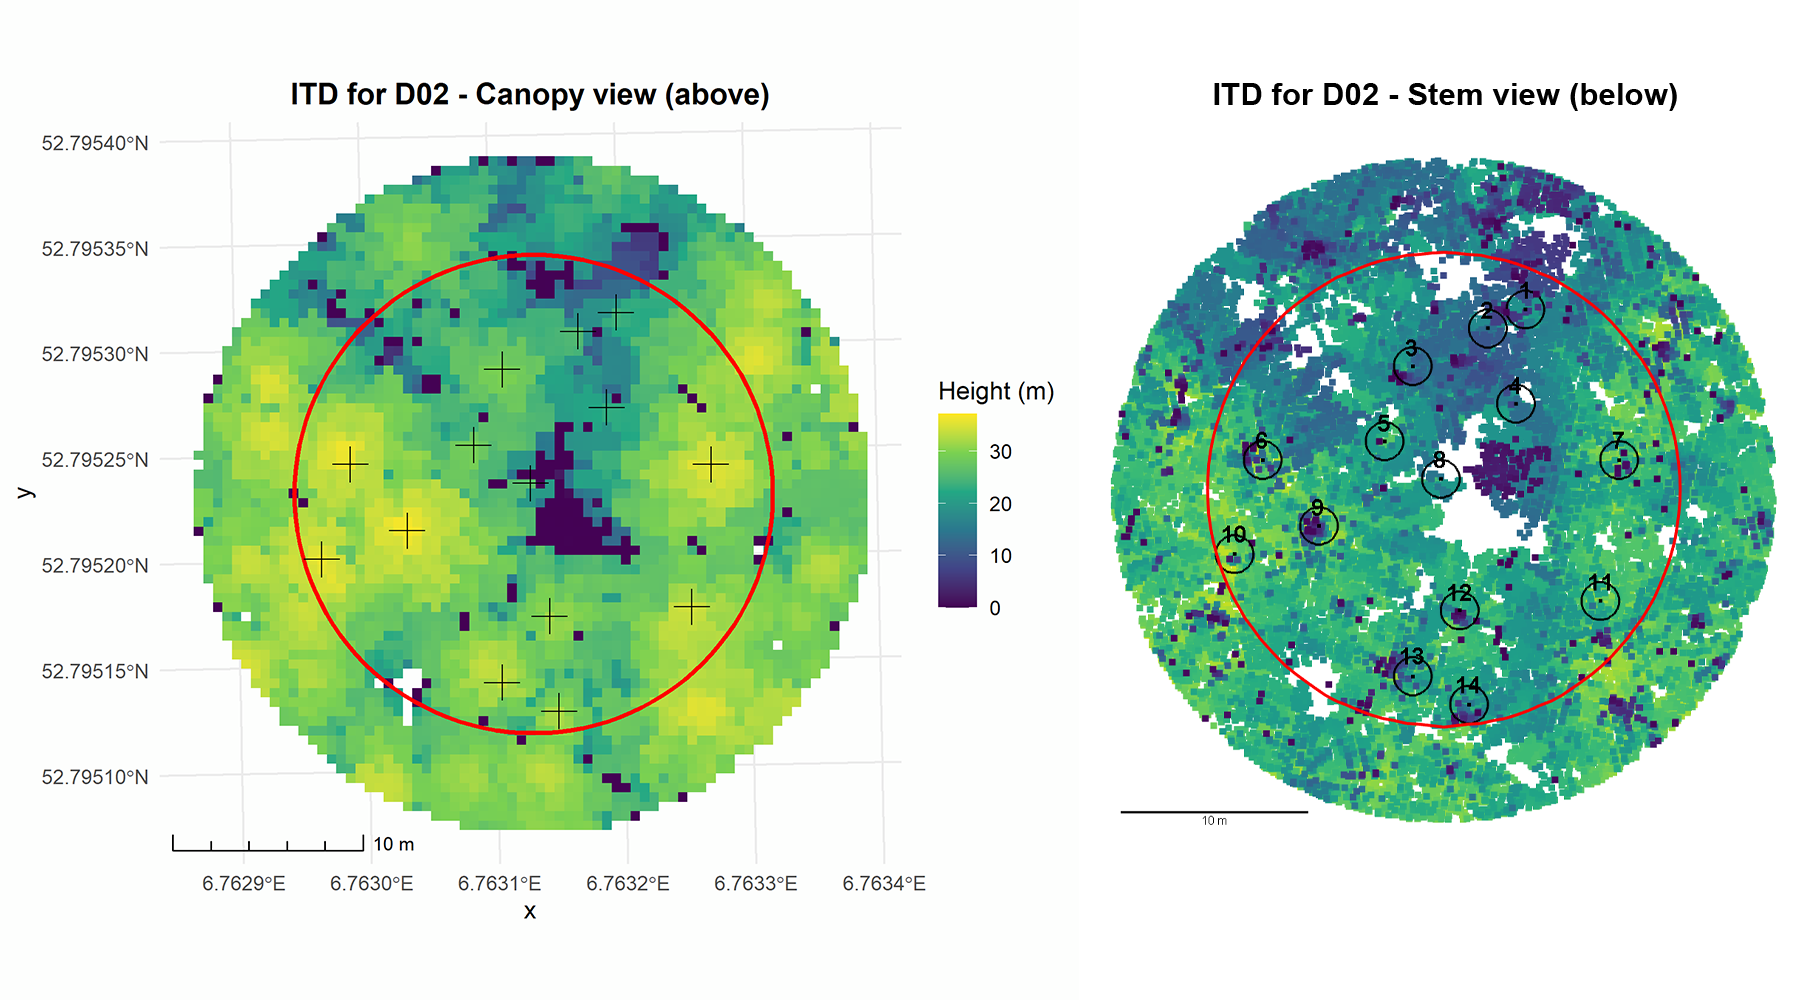 ITD for D02 - Canopy view (above)
52.79540°N
52.79535°N
52.79530°N
52.79525°N
52.79520°N
52.79515°N
52.79510°N
y
10 m
6.7629°E
6.7630°E
6.7631°E
6.7632°E
6.7633°E
6.7634°E
x
Height (m)
30
20
10
0
ITD for D02 - Stem view (below)
1
2
3
4
5
6
7
8
9
10
11
12
13
14
10 m